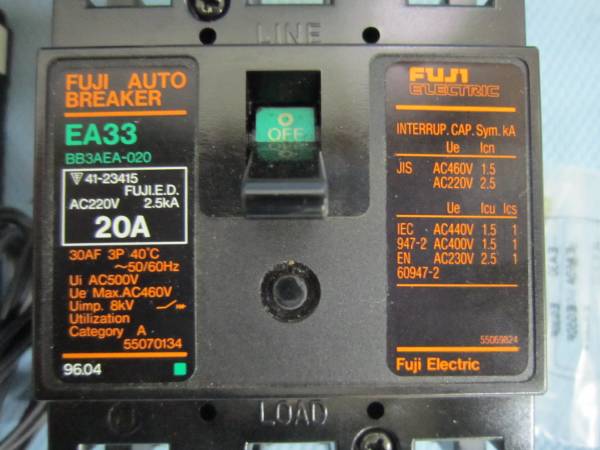 LINE
FUJI AUTO
BREAKER
EA33
BB3AEA-020
41-23415
FUJI.E.D.
AC220V 2.5kA
20A
30AF 3P 40°C
~50/60Hz
Ui AC500V
Ue Max.AC460V
Uimp. 8kV
Utilization
Category A
55070134
96.04
OFF
FUJI
ELECTRIC
INTERRUP. CAP. Sym. kA
Ue Icn
JIS AC460V 1.5
AC220V 2.5
Ue Icu Ics
IEC AC440V 1.5 1
947-2 AC400V 1.5 1
EN AC230V 2.5 1
60947-2
55069824
Fuji Electric
LOAD